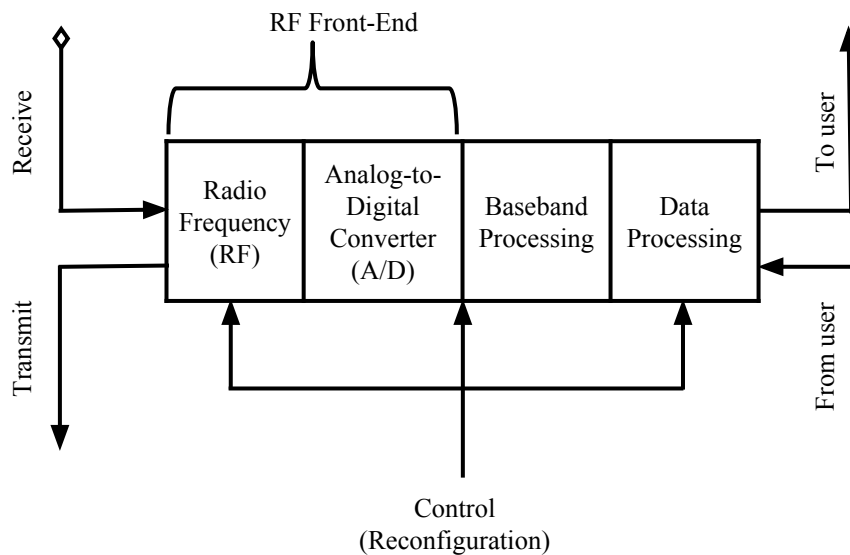 RF Front-End
Receive
To user
Radio
Frequency
(RF)
Analog-to-
Digital
Converter
(A/D)
Baseband
Processing
Data
Processing
Transmit
From user
Control
(Reconfiguration)